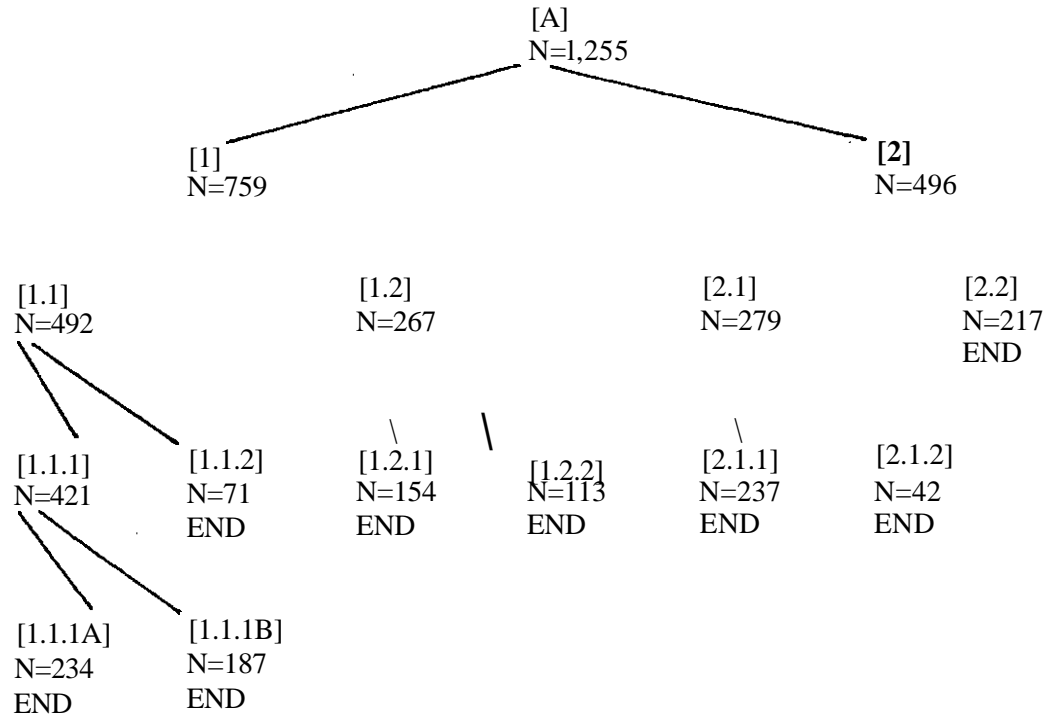 [A]
N=l,255
[1]
N=759
[2]
N=496
[1.1]
N=492
[1.2]
N=267
[2.1]
N=279
[2.2]
N=217
END
[1.1.1]
N=421
[1.1.2]
N=71
END
[1.2.1]
N=154
END
[1.2.2]
N=113
END
[2.1.1]
N=237
END
[2.1.2]
N=42
END
[1.1.1A]
N=234
END
[1.1.1B]
N=187
END